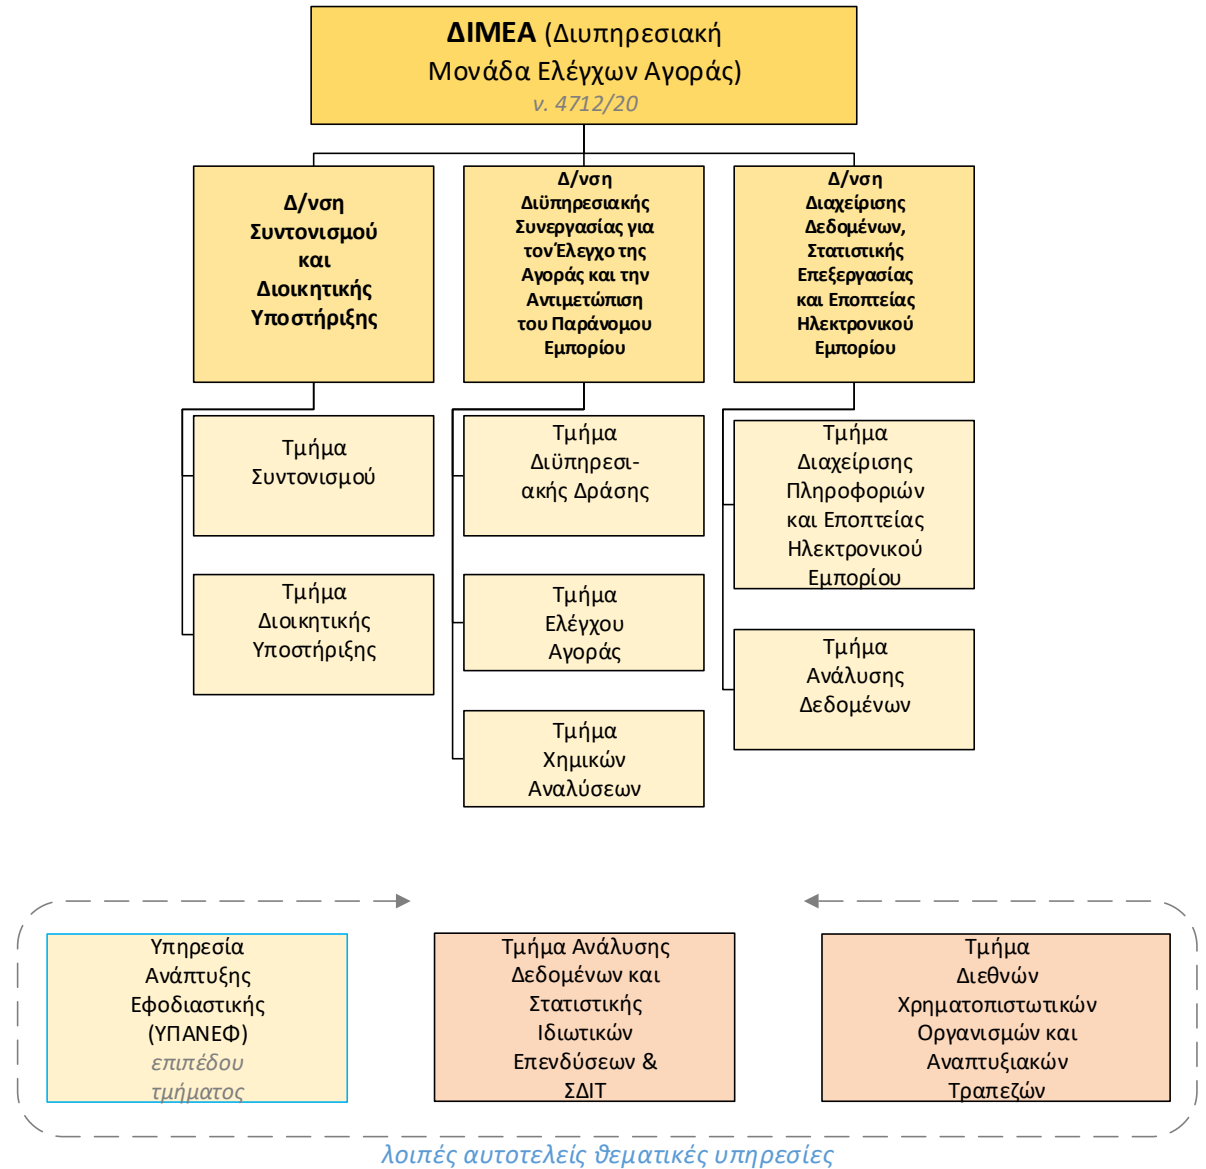 ΔΙΜΕΑ (Διυπηρεσιακή
Μονάδα Ελέγχων Αγοράς)
ν. 4712/20
Δ/νση
Συντονισμού
και
Διοικητικής
Υποστήριξης
Δ/νση
Διϋπηρεσιακής
Συνεργασίας για
τον Έλεγχο της
Αγοράς και την
Αντιμετώπιση
του Παράνομου
Εμπορίου
Δ/νση
Διαχείρισης
Δεδομένων,
Στατιστικής
Επεξεργασίας
και Εποπτείας
Ηλεκτρονικού
Εμπορίου
Τμήμα
Συντονισμού
Τμήμα
Διοικητικής
Υποστήριξης
Τμήμα
Διϋπηρεσι-
ακής Δράσης
Τμήμα
Ελέγχου
Αγοράς
Τμήμα
Χημικών
Αναλύσεων
Τμήμα
Διαχείρισης
Πληροφοριών
και Εποπτείας
Ηλεκτρονικού
Εμπορίου
Τμήμα
Ανάλυσης
Δεδομένων
Υπηρεσία
Ανάπτυξης
Εφοδιαστικής
(ΥΠΑΝΕΦ)
επιπέδου
τμήματος
Τμήμα Ανάλυσης
Δεδομένων και
Στατιστικής
Ιδιωτικών
Επενδύσεων &
ΣΔΙΤ
Τμήμα
Διεθνών
Χρηματοπιστωτικών
Οργανισμών και
Αναπτυξιακών
Τραπεζών
λοιπές αυτοτελείς θεματικές υπηρεσίες